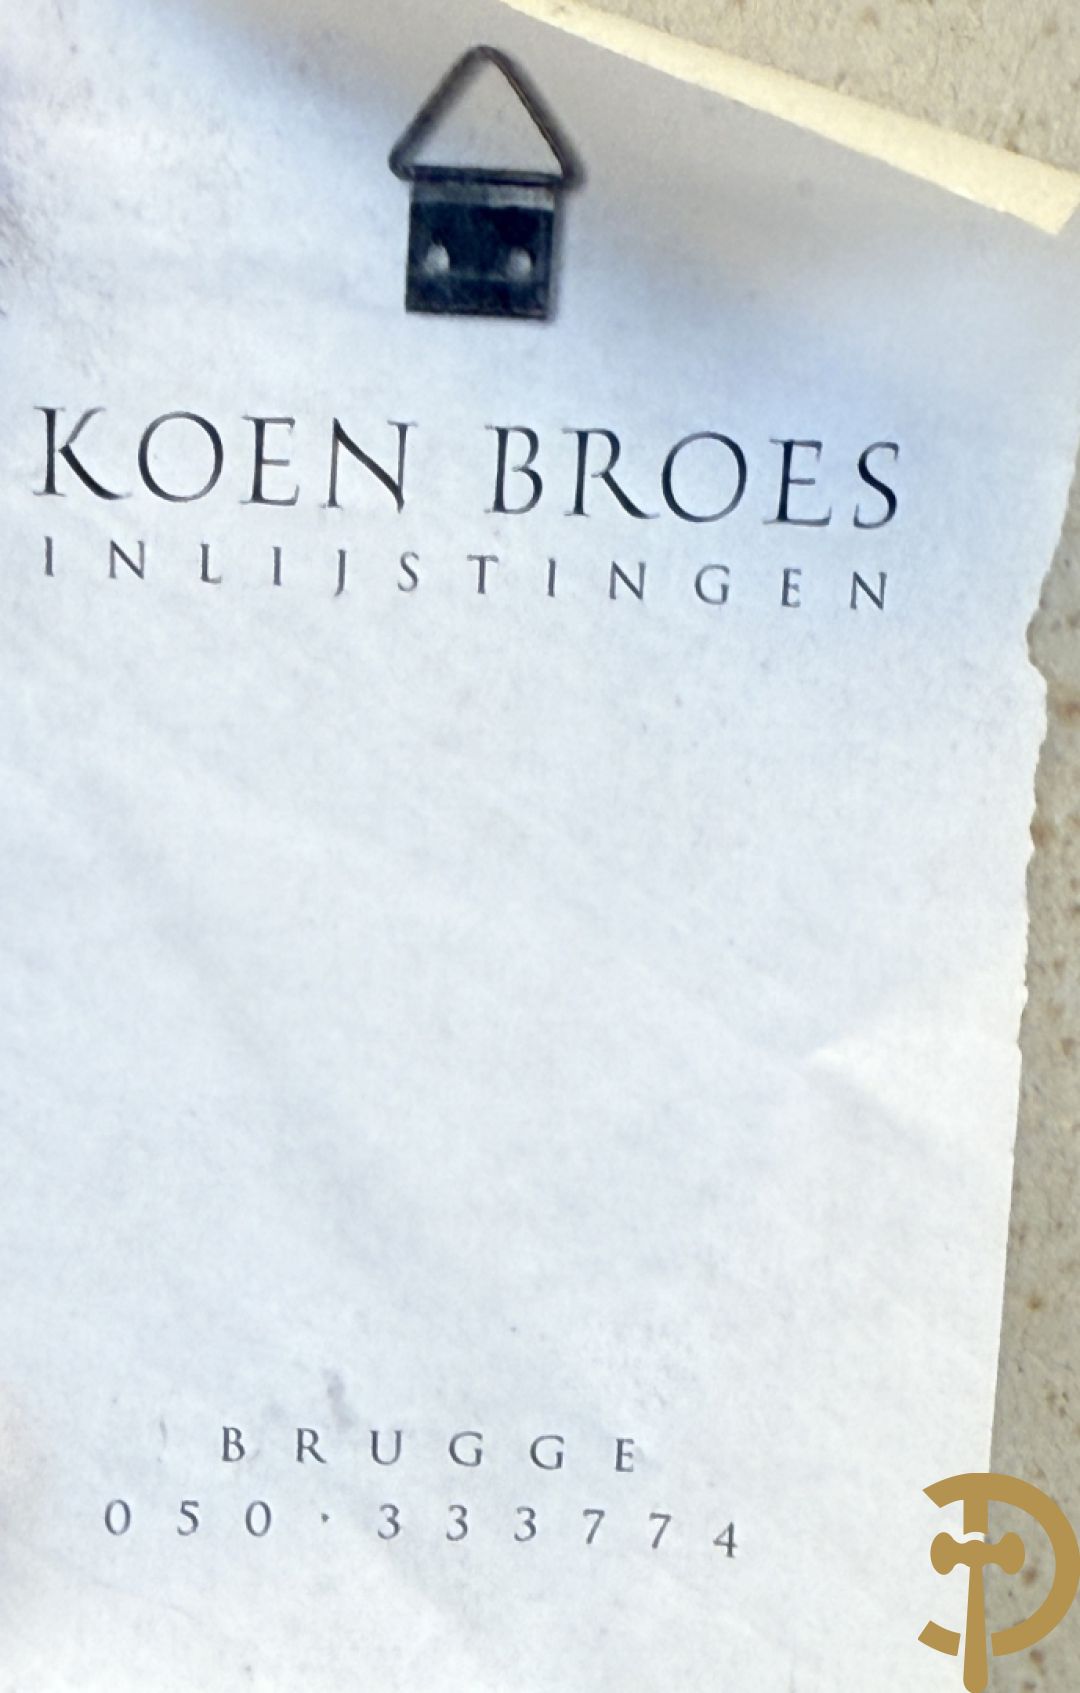 KOEN BROES
INLIJSTINGEN
BRUGGE
050·333774